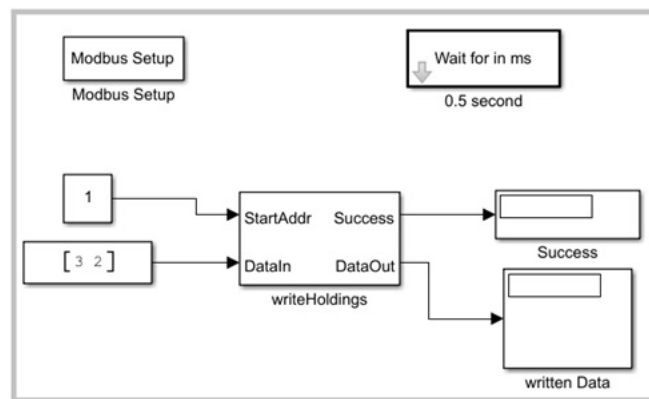 Modbus Setup
Modbus Setup
Wait for in ms
0.5 second
1
[3 2]
StartAddr
Success
DataIn
DataOut
writeHoldings
Success
written Data